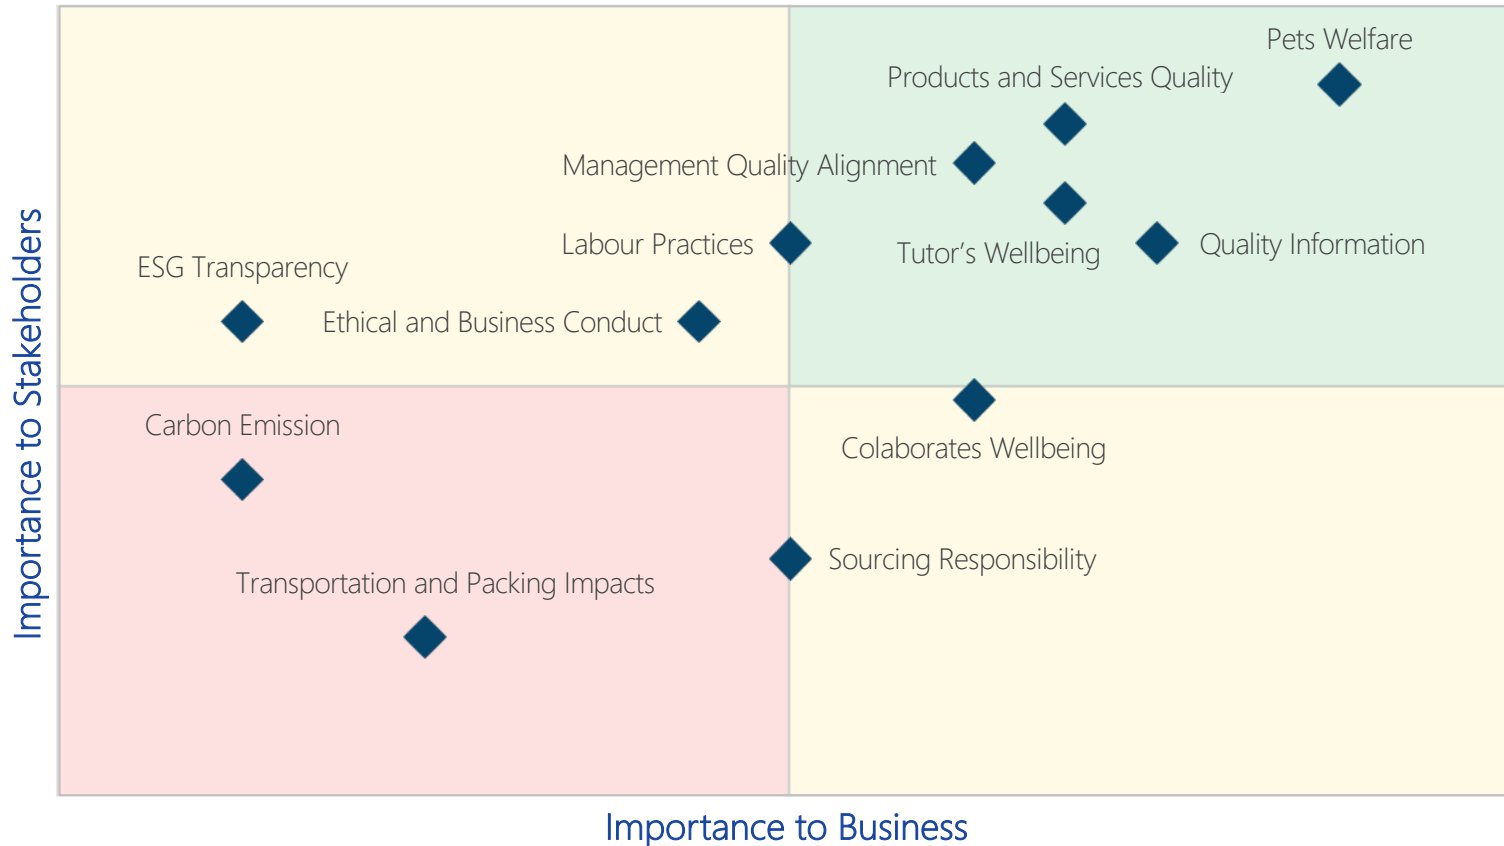 Pets Welfare
Products and Services Quality
Management Quality Alignment
Labour Practices
Tutor’s Wellbeing
Quality Information
ESG Transparency
Ethical and Business Conduct
Carbon Emission
Colaborates Wellbeing
Sourcing Responsibility
Transportation and Packing Impacts
Importance to Stakeholders
Importance to Business